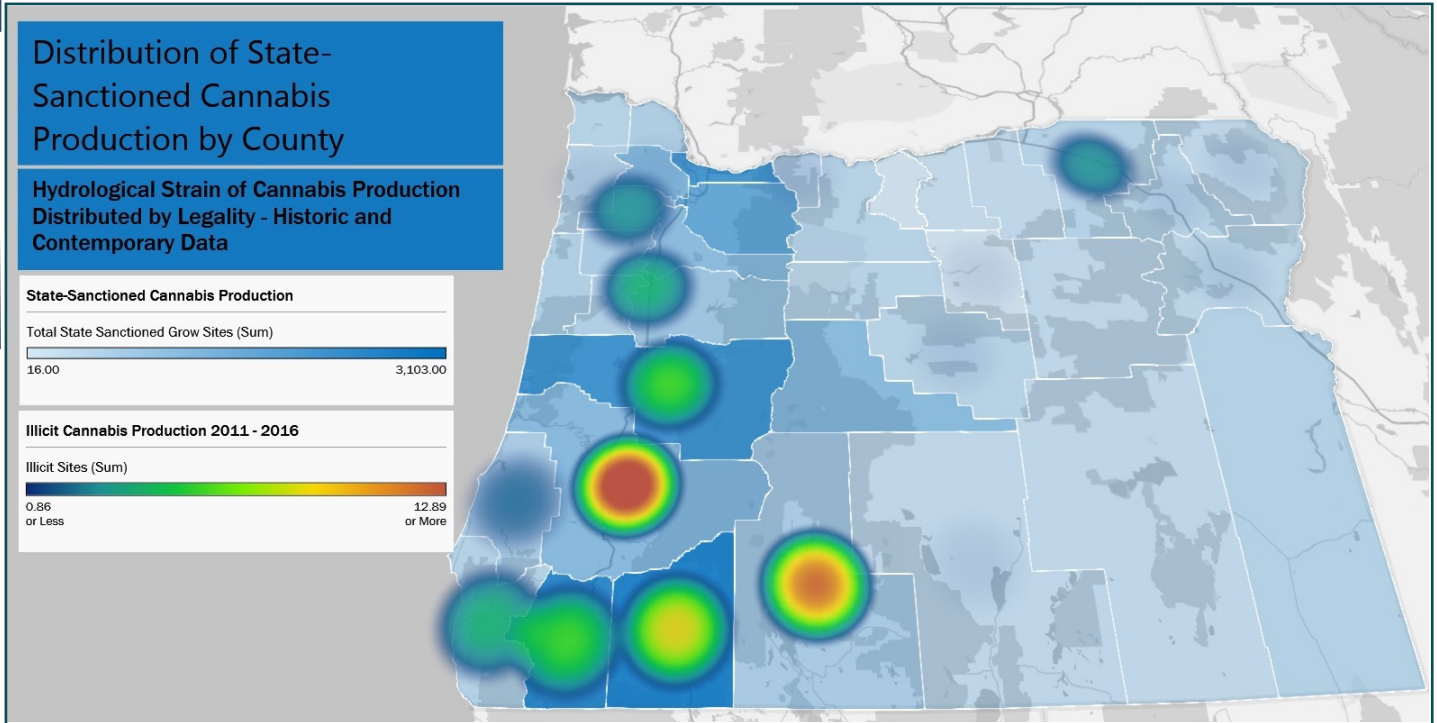 Distribution of State-
Sanctioned Cannabis
Production by County
Hydrological Strain of Cannabis Production
Distributed by Legality - Historic and
Contemporary Data
State-Sanctioned Cannabis Production
Total State Sanctioned Grow Sites (Sum)
16.00 3,103.00
Illicit Cannabis Production 2011 - 2016
Illicit Sites (Sum)
0.86 12.89
or Less or More